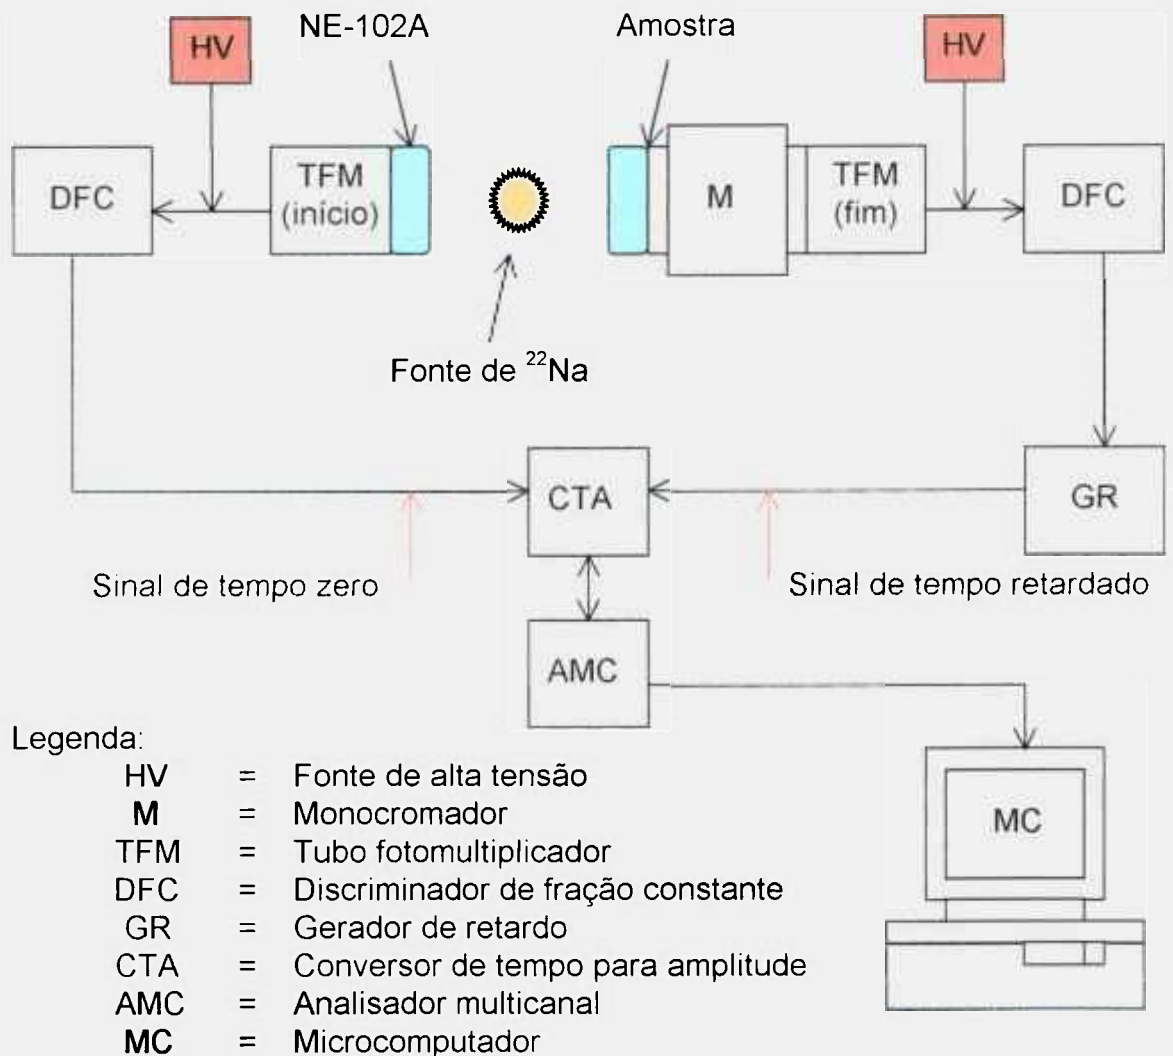 HV
NE-102A
Amostra
HV
DFC
TFM
(início)
M
TFM
(fim)
DFC
Fonte de ²²Na
CTA
GR
Sinal de tempo zero
Sinal de tempo retardado
AMC
MC
Legenda:
HV = Fonte de alta tensão
M = Monocromador
TFM = Tubo fotomultiplicador
DFC = Discriminador de fração constante
GR = Gerador de retardo
CTA = Conversor de tempo para amplitude
AMC = Analisador multicanal
MC = Microcomputador